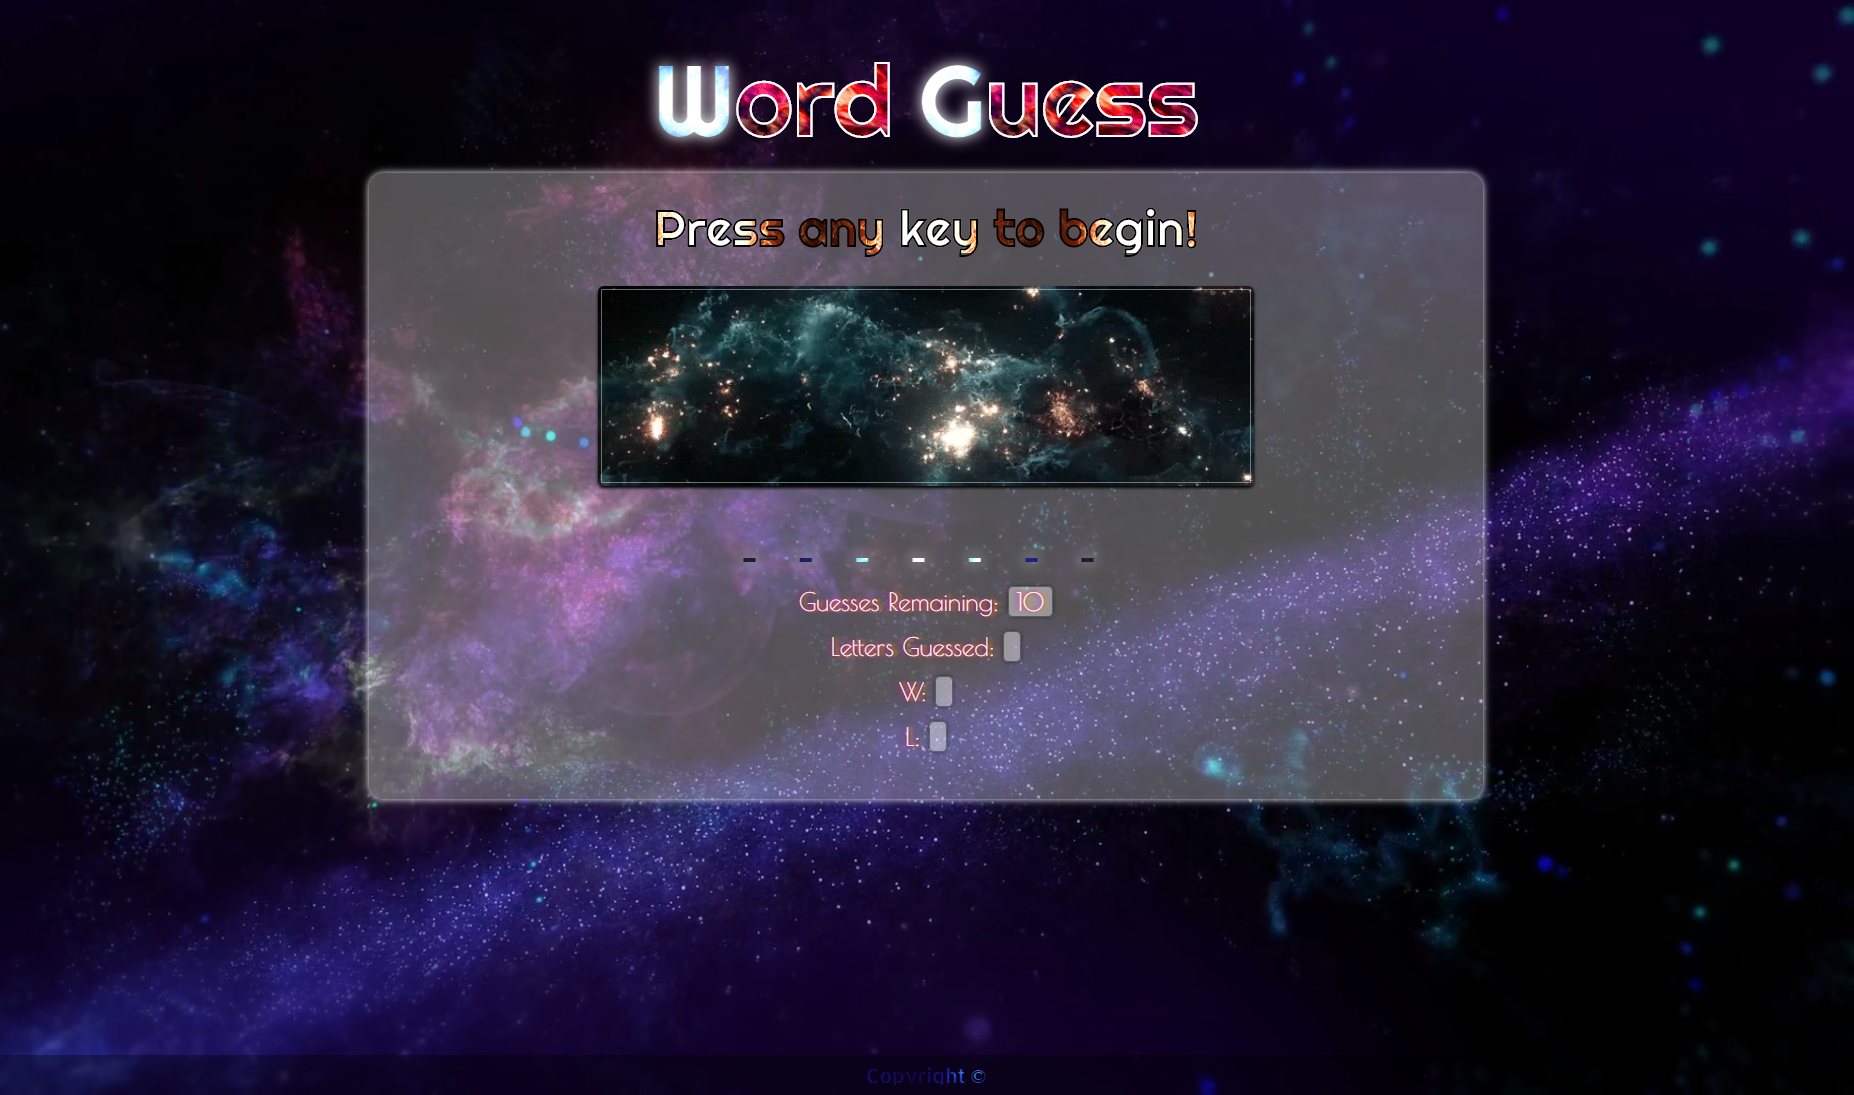 Word Guess
Press any key to begin!
- - - - - - -
Guesses Remaining: 10
Letters Guessed:
W:
L:
Copyright ©